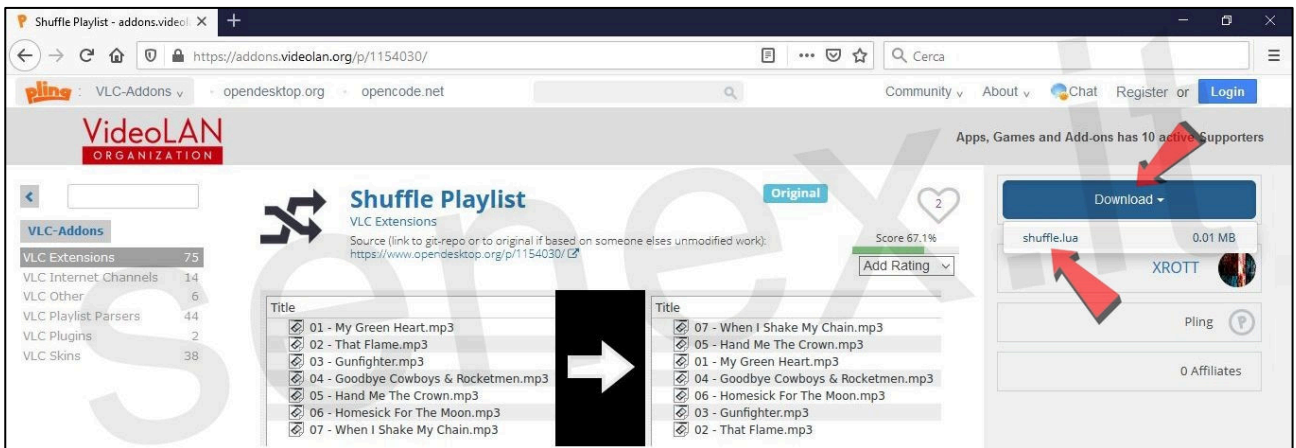 Shuffle Playlist - addons.videol
https://addons.videolan.org/p/1154030/
Cerca
pling : VLC-Addons opendesktop.org opencode.net Community About Chat Register or Login
VideoLAN
ORGANIZATION
Apps, Games and Add-ons has 10 active Supporters
VLC-Addons
VLC Extensions 75
VLC Internet Channels 14
VLC Other 6
VLC Playlist Parsers 44
VLC Plugins 2
VLC Skins 38
Shuffle Playlist
VLC Extensions
Source (link to git-repo or to original if based on someone elses unmodified work):
https://www.opendesktop.org/p/1154030/
Original
2
Score 67.1%
Add Rating
Title
01 - My Green Heart.mp3
02 - That Flame.mp3
03 - Gunfighter.mp3
04 - Goodbye Cowboys & Rocketmen.mp3
05 - Hand Me The Crown.mp3
06 - Homesick For The Moon.mp3
07 - When I Shake My Chain.mp3
Title
07 - When I Shake My Chain.mp3
05 - Hand Me The Crown.mp3
01 - My Green Heart.mp3
04 - Goodbye Cowboys & Rocketmen.mp3
06 - Homesick For The Moon.mp3
03 - Gunfighter.mp3
02 - That Flame.mp3
Download
shuffle.lua 0.01 MB
XROTT
Pling
0 Affiliates
senex.it